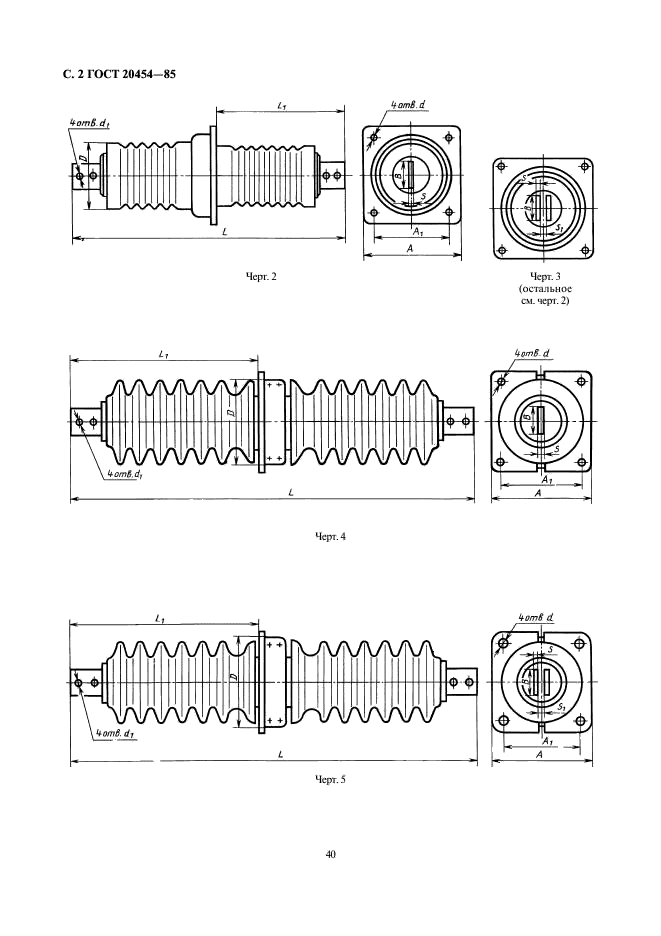 С. 2 ГОСТ 20454—85
L₁
4 отв. d
4 отв. d₁
D
B
S
L
A₁
A
S
B
S₁
Черт. 2
Черт. 3
(остальное
см. черт. 2)
L₁
4 отв. d
D
B
S
4 отв. d₁
A₁
L
A
Черт. 4
L₁
4 отв d
D
S
B
S₁
4 отв. d₁
A₁
L
A
Черт. 5
40